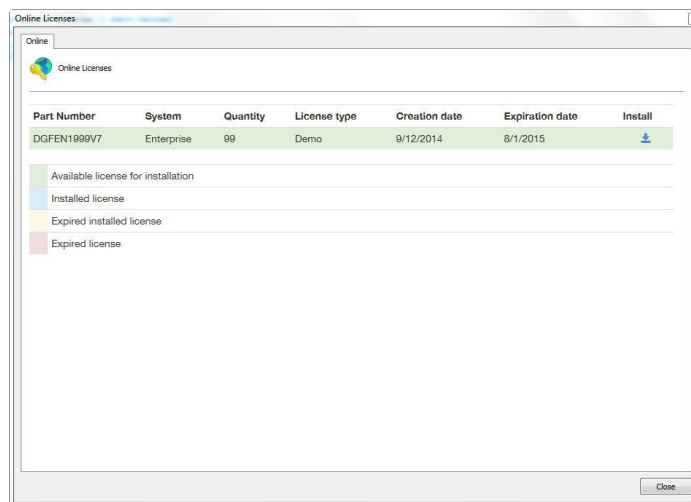 Online Licenses
Online
Online Licenses
Part Number System Quantity License type Creation date Expiration date Install
DGFEN1999V7 Enterprise 99 Demo 9/12/2014 8/1/2015
Available license for installation
Installed license
Expired installed license
Expired license
Close